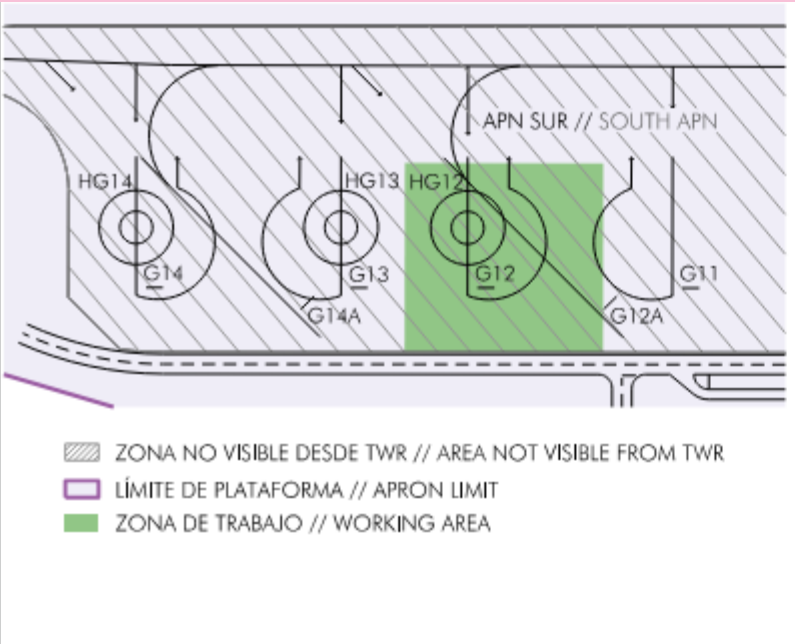 APN SUR // SOUTH APN
HG14
HG13
HG12
G14
G13
G12
G11
G14A
G12A
ZONA NO VISIBLE DESDE TWR // AREA NOT VISIBLE FROM TWR
LÍMITE DE PLATAFORMA // APRON LIMIT
ZONA DE TRABAJO // WORKING AREA